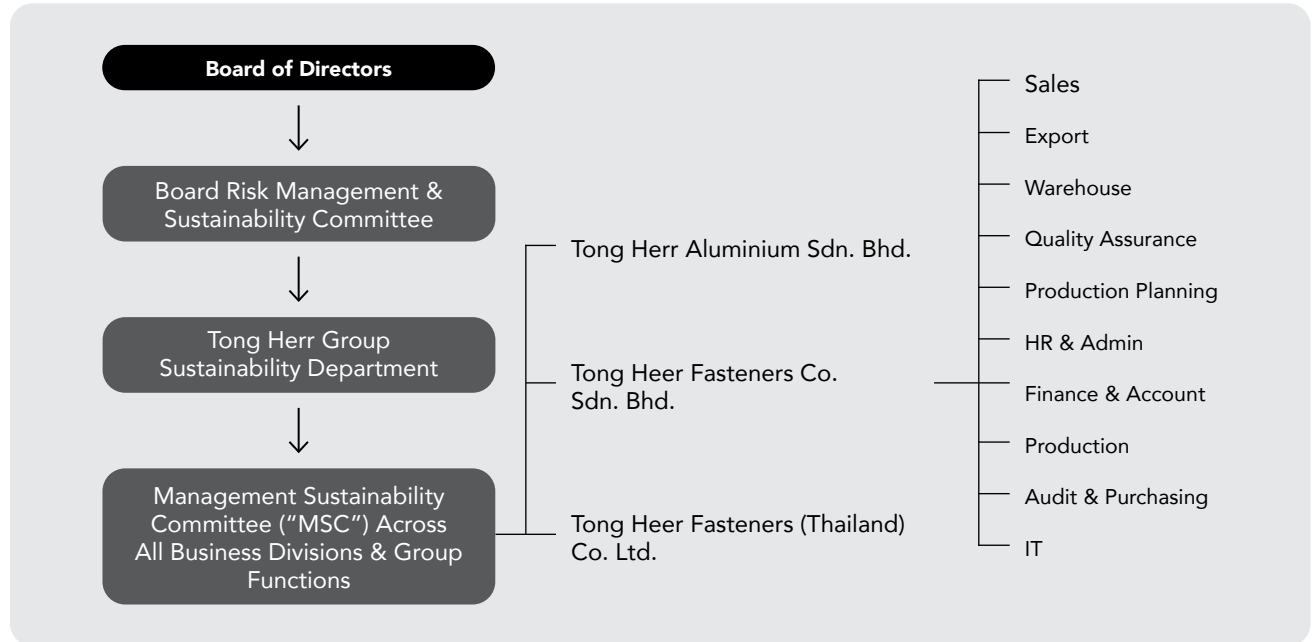 Board of Directors
Board Risk Management &
Sustainability Committee
Tong Herr Group
Sustainability Department
Management Sustainability
Committee (“MSC”) Across
All Business Divisions & Group
Functions
Tong Herr Aluminium Sdn. Bhd.
Tong Heer Fasteners Co.
Sdn. Bhd.
Tong Heer Fasteners (Thailand)
Co. Ltd.
Sales
Export
Warehouse
Quality Assurance
Production Planning
HR & Admin
Finance & Account
Production
Audit & Purchasing
IT